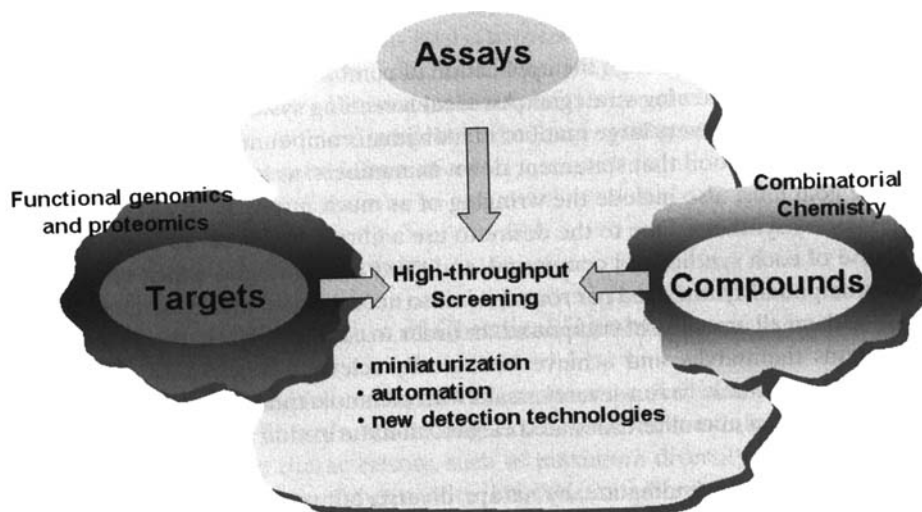 Assays
Functional genomics
and proteomics
Combinatorial
Chemistry
Targets
High-throughput
Screening
Compounds
• miniaturization
• automation
• new detection technologies